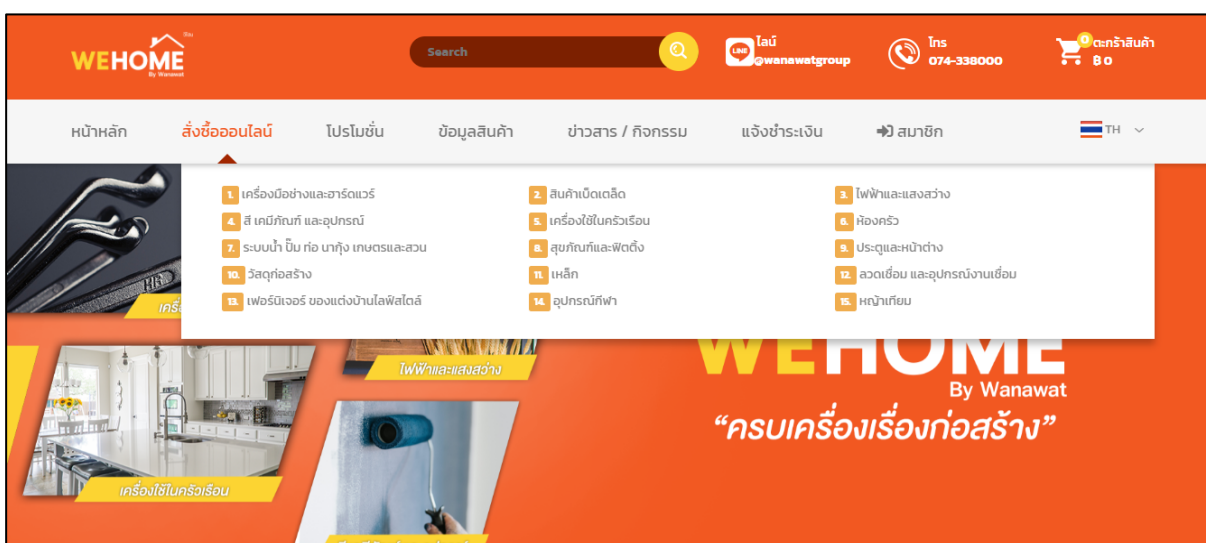 WEHOME
By Wanawat
Search
LINE
ไลน์
@wanawatgroup
โทร
074-338000
0
ตะกร้าสินค้า
฿ 0
หน้าหลัก
สั่งซื้อออนไลน์
โปรโมชั่น
ข้อมูลสินค้า
ข่าวสาร / กิจกรรม
แจ้งชำระเงิน
สมาชิก
TH
1. เครื่องมือช่างและฮาร์ดแวร์
2. สินค้าเบ็ดเตล็ด
3. ไฟฟ้าและแสงสว่าง
4. สี เคมีภัณฑ์ และอุปกรณ์
5. เครื่องใช้ในครัวเรือน
6. ห้องครัว
7. ระบบน้ำ ปั๊ม ท่อ นากุ้ง เกษตรและสวน
8. สุขภัณฑ์และฟิตติ้ง
9. ประตูและหน้าต่าง
10. วัสดุก่อสร้าง
11. เหล็ก
12. ลวดเชื่อม และอุปกรณ์งานเชื่อม
13. เฟอร์นิเจอร์ ของแต่งบ้านไลฟ์สไตล์
14. อุปกรณ์กีฬา
15. หญ้าเทียม
ไฟฟ้าและแสงสว่าง
เครื่องใช้ในครัวเรือน
WEHOME
By Wanawat
“ครบเครื่องเรื่องก่อสร้าง”